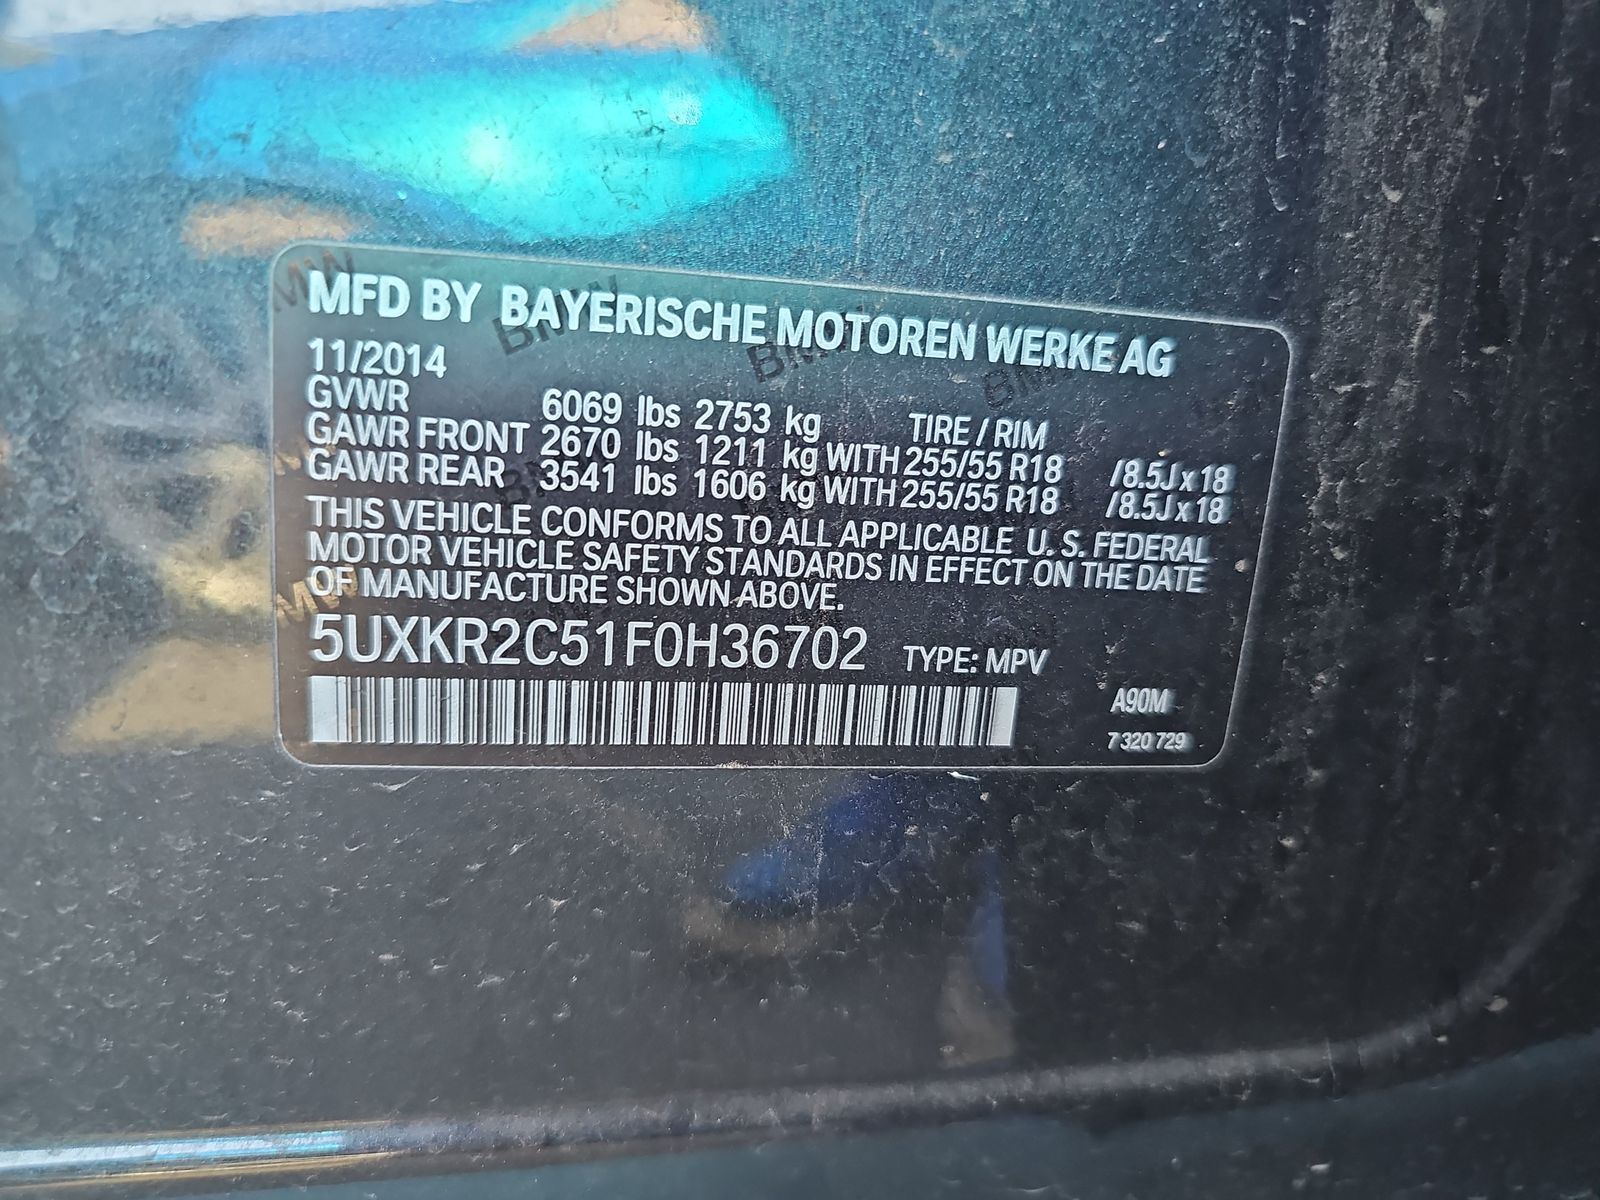 MFD BY BAYERISCHE MOTOREN WERKE AG
11/2014
GVWR 6069 lbs 2753 kg TIRE / RIM
GAWR FRONT 2670 lbs 1211 kg WITH 255/55 R18 /8.5J x 18
GAWR REAR 3541 lbs 1606 kg WITH 255/55 R18 /8.5J x 18
THIS VEHICLE CONFORMS TO ALL APPLICABLE U. S. FEDERAL
MOTOR VEHICLE SAFETY STANDARDS IN EFFECT ON THE DATE
OF MANUFACTURE SHOWN ABOVE.
5UXKR2C51F0H36702 TYPE: MPV
A90M
7 320 729